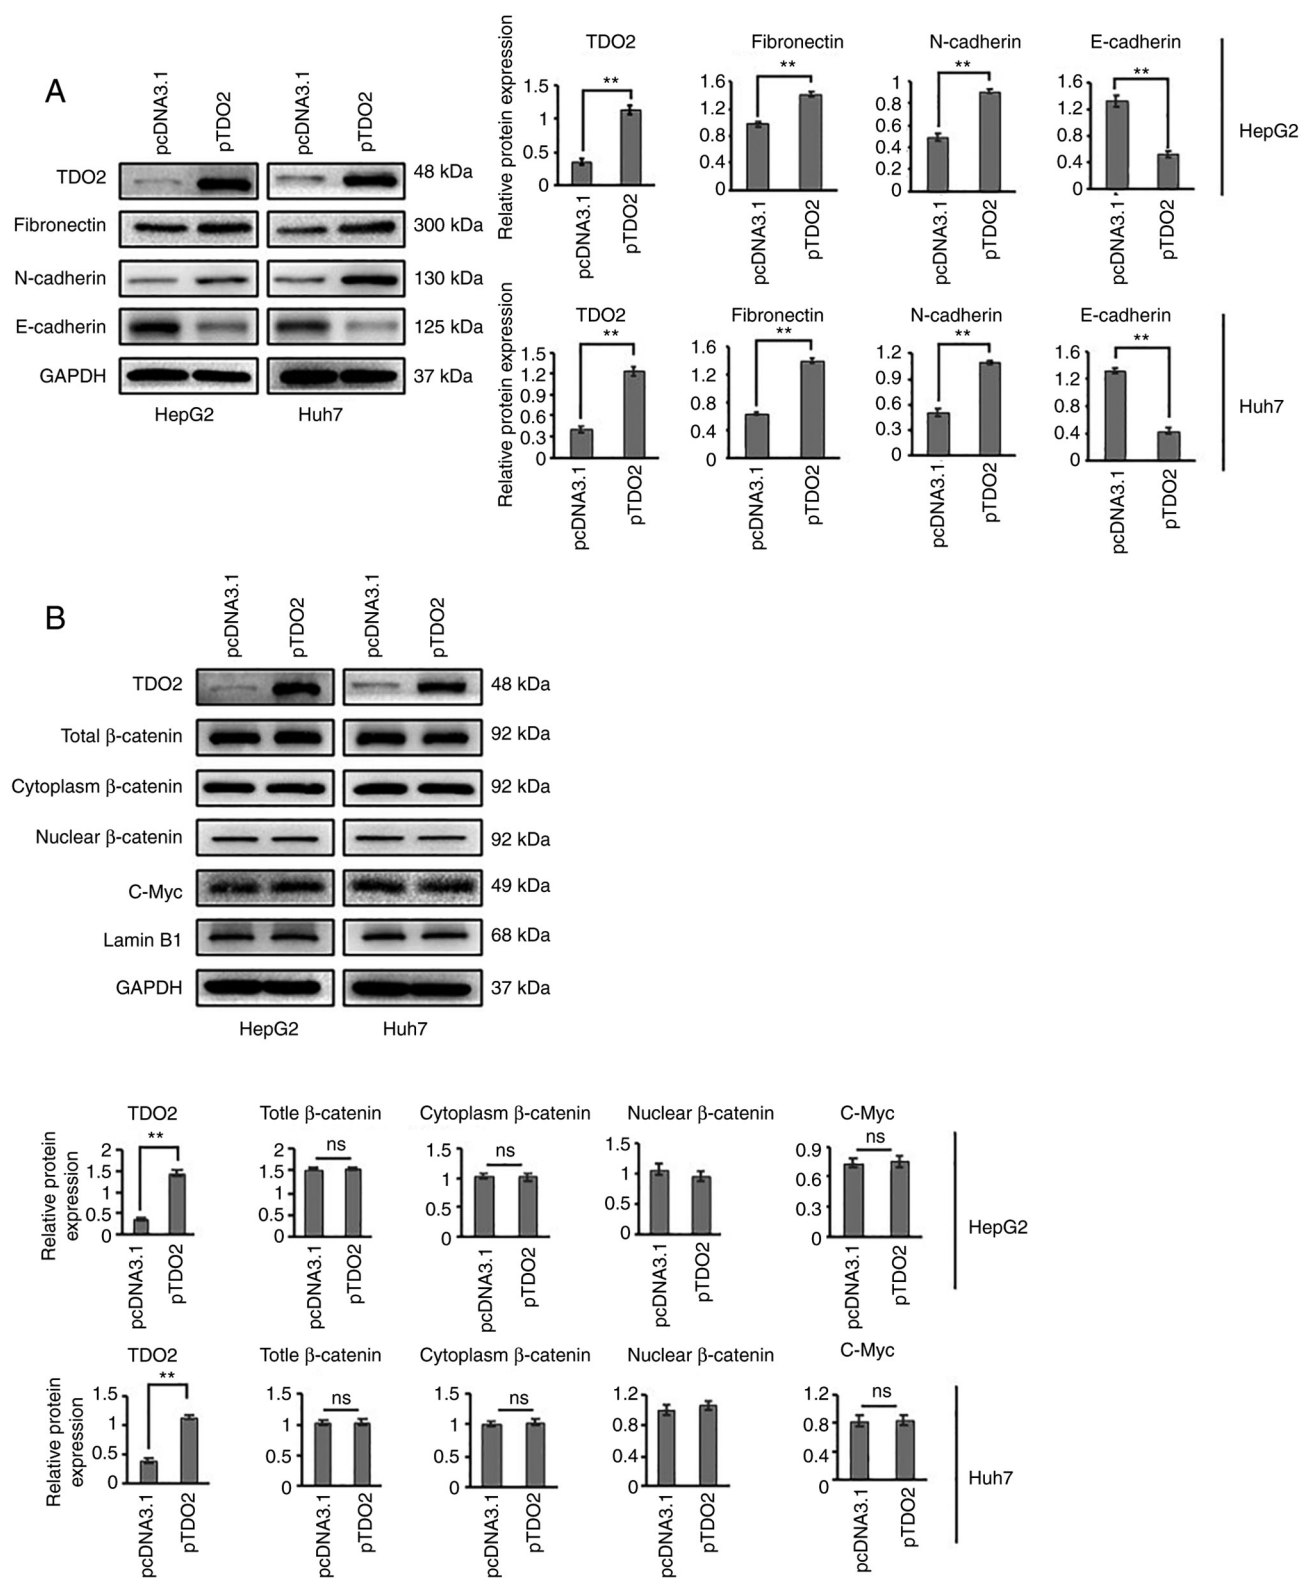 A
pcDNA3.1
pTDO2
pcDNA3.1
pTDO2
TDO2
48 kDa
Fibronectin
300 kDa
N-cadherin
130 kDa
E-cadherin
125 kDa
GAPDH
37 kDa
HepG2
Huh7
Relative protein expression
TDO2
**
1.5
1
0.5
0
pcDNA3.1
pTDO2
Fibronectin
**
1.6
1.2
0.8
0.4
0
pcDNA3.1
pTDO2
N-cadherin
**
1
0.8
0.6
0.4
0.2
0
pcDNA3.1
pTDO2
E-cadherin
**
1.6
1.2
0.8
0.4
0
pcDNA3.1
pTDO2
HepG2
Relative protein expression
TDO2
**
1.5
1.2
0.9
0.6
0.3
0
pcDNA3.1
pTDO2
Fibronectin
**
1.6
1.2
0.8
0.4
0
pcDNA3.1
pTDO2
N-cadherin
**
1.2
0.9
0.6
0.3
0
pcDNA3.1
pTDO2
E-cadherin
**
1.6
1.2
0.8
0.4
0
pcDNA3.1
pTDO2
Huh7
B
pcDNA3.1
pTDO2
pcDNA3.1
pTDO2
TDO2
48 kDa
Total β-catenin
92 kDa
Cytoplasm β-catenin
92 kDa
Nuclear β-catenin
92 kDa
C-Myc
49 kDa
Lamin B1
68 kDa
GAPDH
37 kDa
HepG2
Huh7
Relative protein
expression
TDO2
**
2
1.5
1
0.5
0
pcDNA3.1
pTDO2
Totle β-catenin
ns
2
1.5
1
0.5
0
pcDNA3.1
pTDO2
Cytoplasm β-catenin
ns
1.5
1
0.5
0
pcDNA3.1
pTDO2
Nuclear β-catenin
1.5
1
0.5
0
pcDNA3.1
pTDO2
C-Myc
ns
0.9
0.6
0.3
0
pcDNA3.1
pTDO2
HepG2
Relative protein
expression
TDO2
**
1.5
1
0.5
0
pcDNA3.1
pTDO2
Totle β-catenin
ns
1.5
1
0.5
0
pcDNA3.1
pTDO2
Cytoplasm β-catenin
ns
1.5
1
0.5
0
pcDNA3.1
pTDO2
Nuclear β-catenin
1.2
0.8
0.4
0
pcDNA3.1
pTDO2
C-Myc
ns
1.2
0.8
0.4
0
pcDNA3.1
pTDO2
Huh7